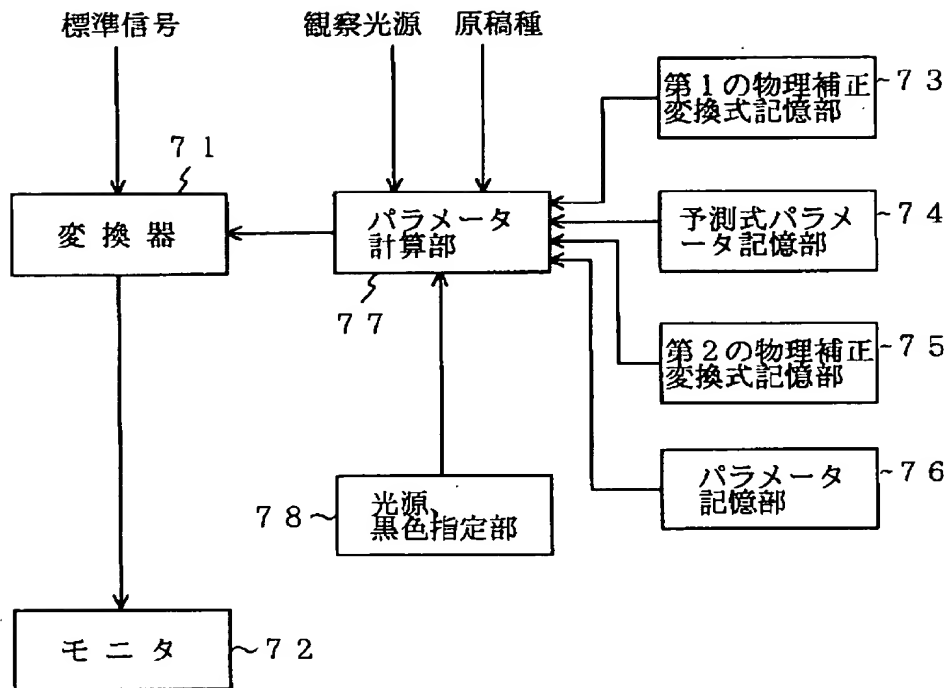 標準信号
観察光源
原稿種
第１の物理補正
変換式記憶部
７３
７１
変換器
パラメータ
計算部
７７
予測式パラメ
ータ記憶部
７４
第２の物理補正
変換式記憶部
７５
パラメータ
記憶部
７６
７８
光源、
黒色指定部
モニタ
７２